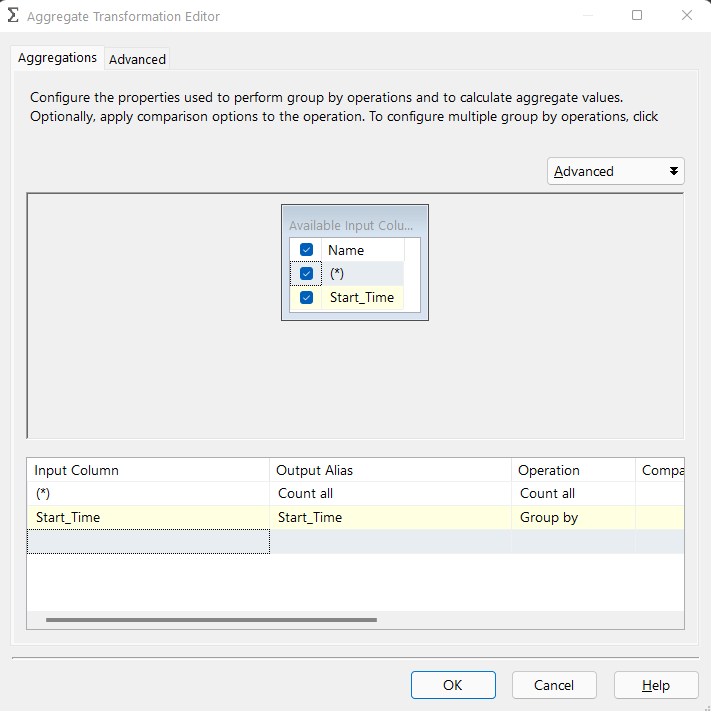 Aggregate Transformation Editor
Aggregations Advanced
Configure the properties used to perform group by operations and to calculate aggregate values.
Optionally, apply comparison options to the operation. To configure multiple group by operations, click
Advanced
Available Input Colu...
Name
(*)
Start_Time
Input Column Output Alias Operation Compa
(*) Count all Count all
Start_Time Start_Time Group by
OK Cancel Help